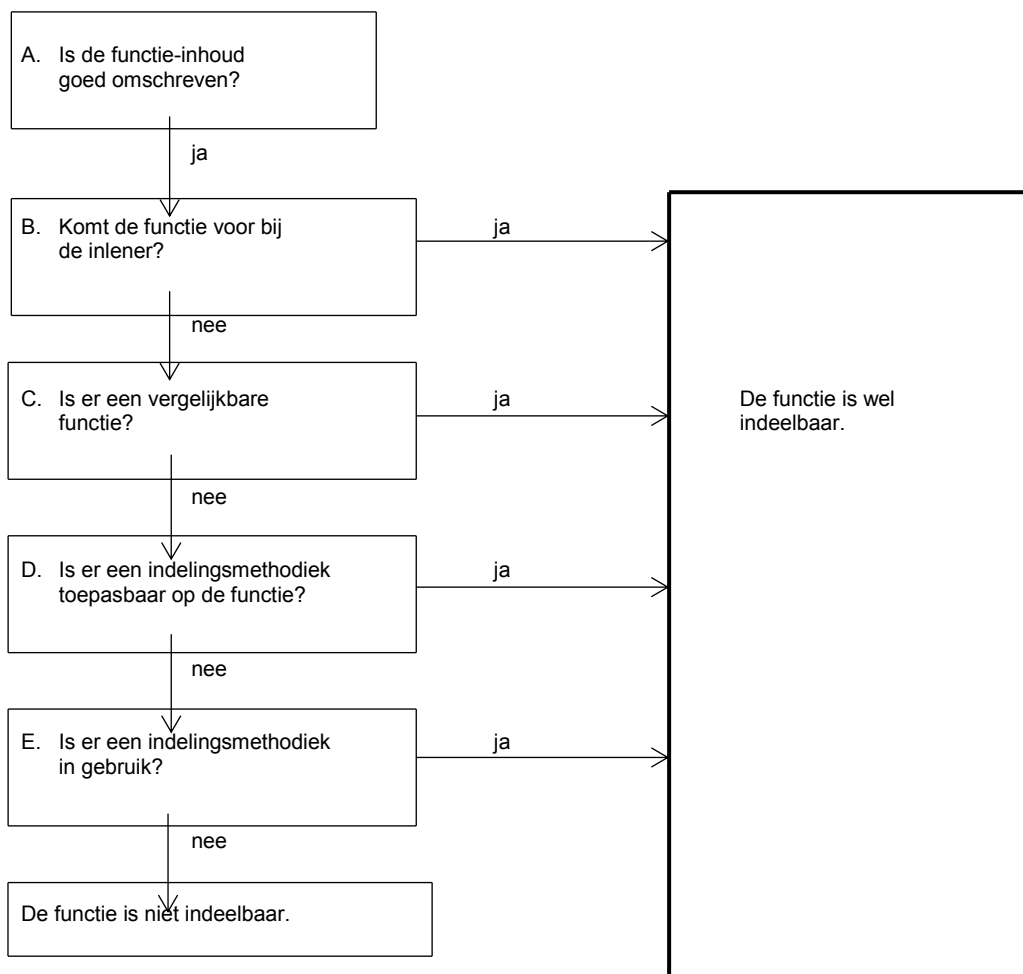 A. Is de functie-inhoud
goed omschreven?
ja
B. Komt de functie voor bij
de inlener?
ja
nee
C. Is er een vergelijkbare
functie?
ja
De functie is wel
indeelbaar.
nee
D. Is er een indelingsmethodiek
toepasbaar op de functie?
ja
nee
E. Is er een indelingsmethodiek
in gebruik?
ja
nee
De functie is niet indeelbaar.